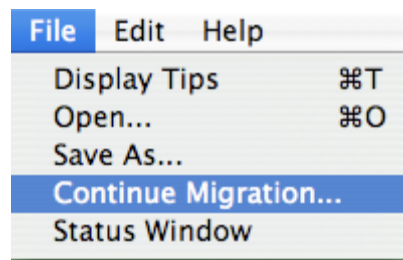 File Edit Help
Display Tips ⌘T
Open... ⌘O
Save As...
Continue Migration...
Status Window